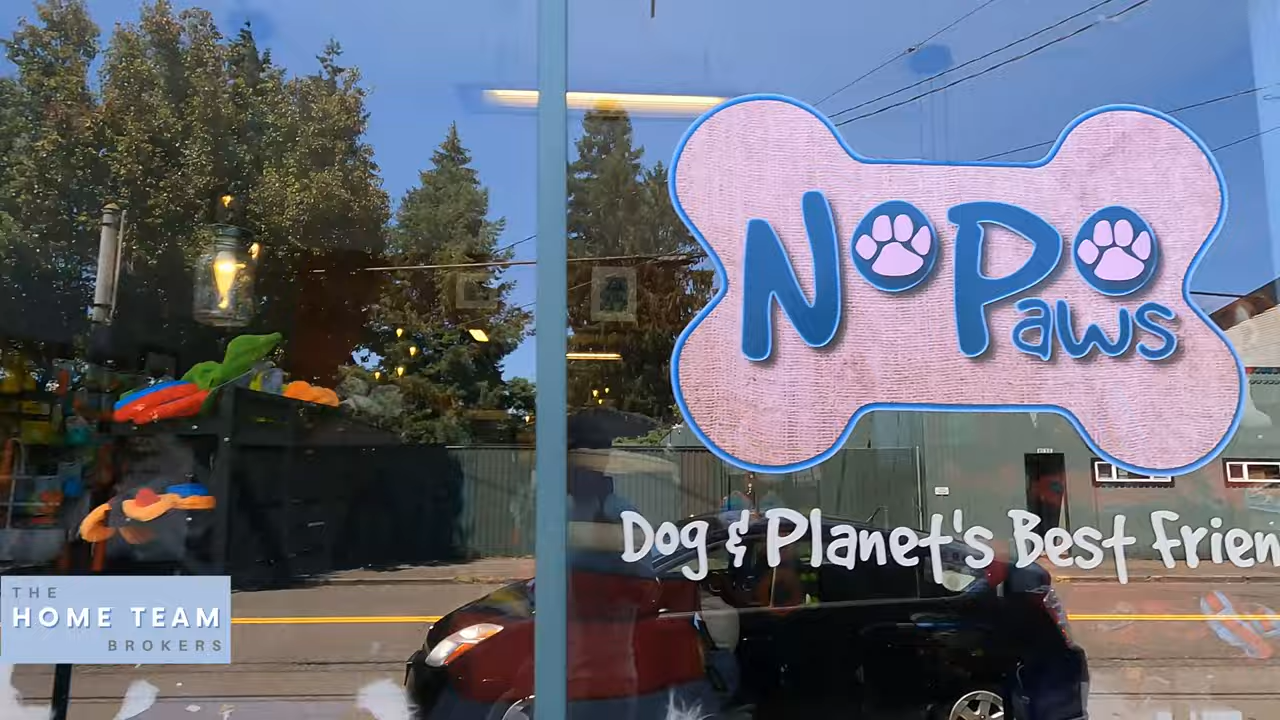 NoPo
Paws
Dog & Planet's Best Frien
THE
HOME TEAM
BROKERS